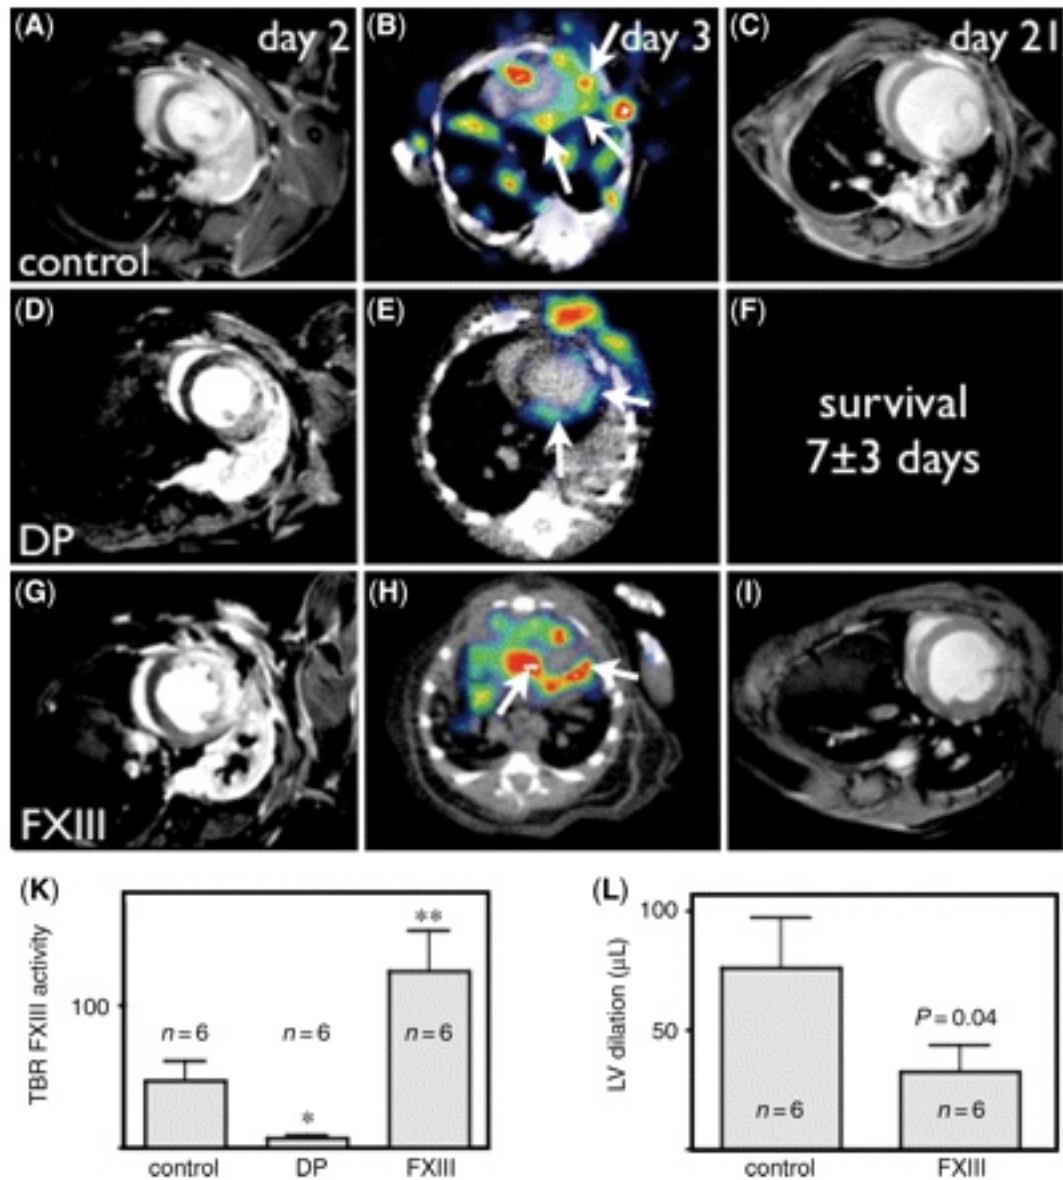 (A) day 2
(B) day 3
(C) day 21
control
(D)
(E)
(F)
survival
7±3 days
DP
(G)
(H)
(I)
FXIII
(K)
TBR FXIII activity
100
n=6
n=6
**
n=6
*
control DP FXIII
(L)
LV dilation (µL)
100
50
P=0.04
n=6
n=6
control FXIII